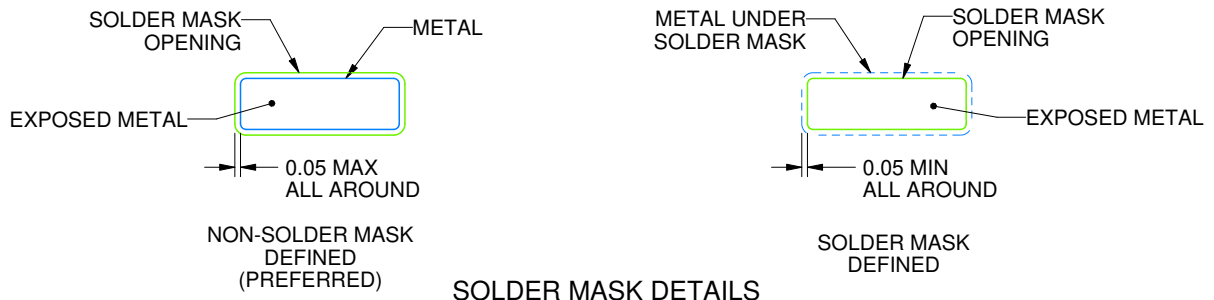 SOLDER MASK
OPENING
METAL
EXPOSED METAL
0.05 MAX
ALL AROUND
NON-SOLDER MASK
DEFINED
(PREFERRED)
METAL UNDER
SOLDER MASK
SOLDER MASK
OPENING
EXPOSED METAL
0.05 MIN
ALL AROUND
SOLDER MASK
DEFINED
SOLDER MASK DETAILS